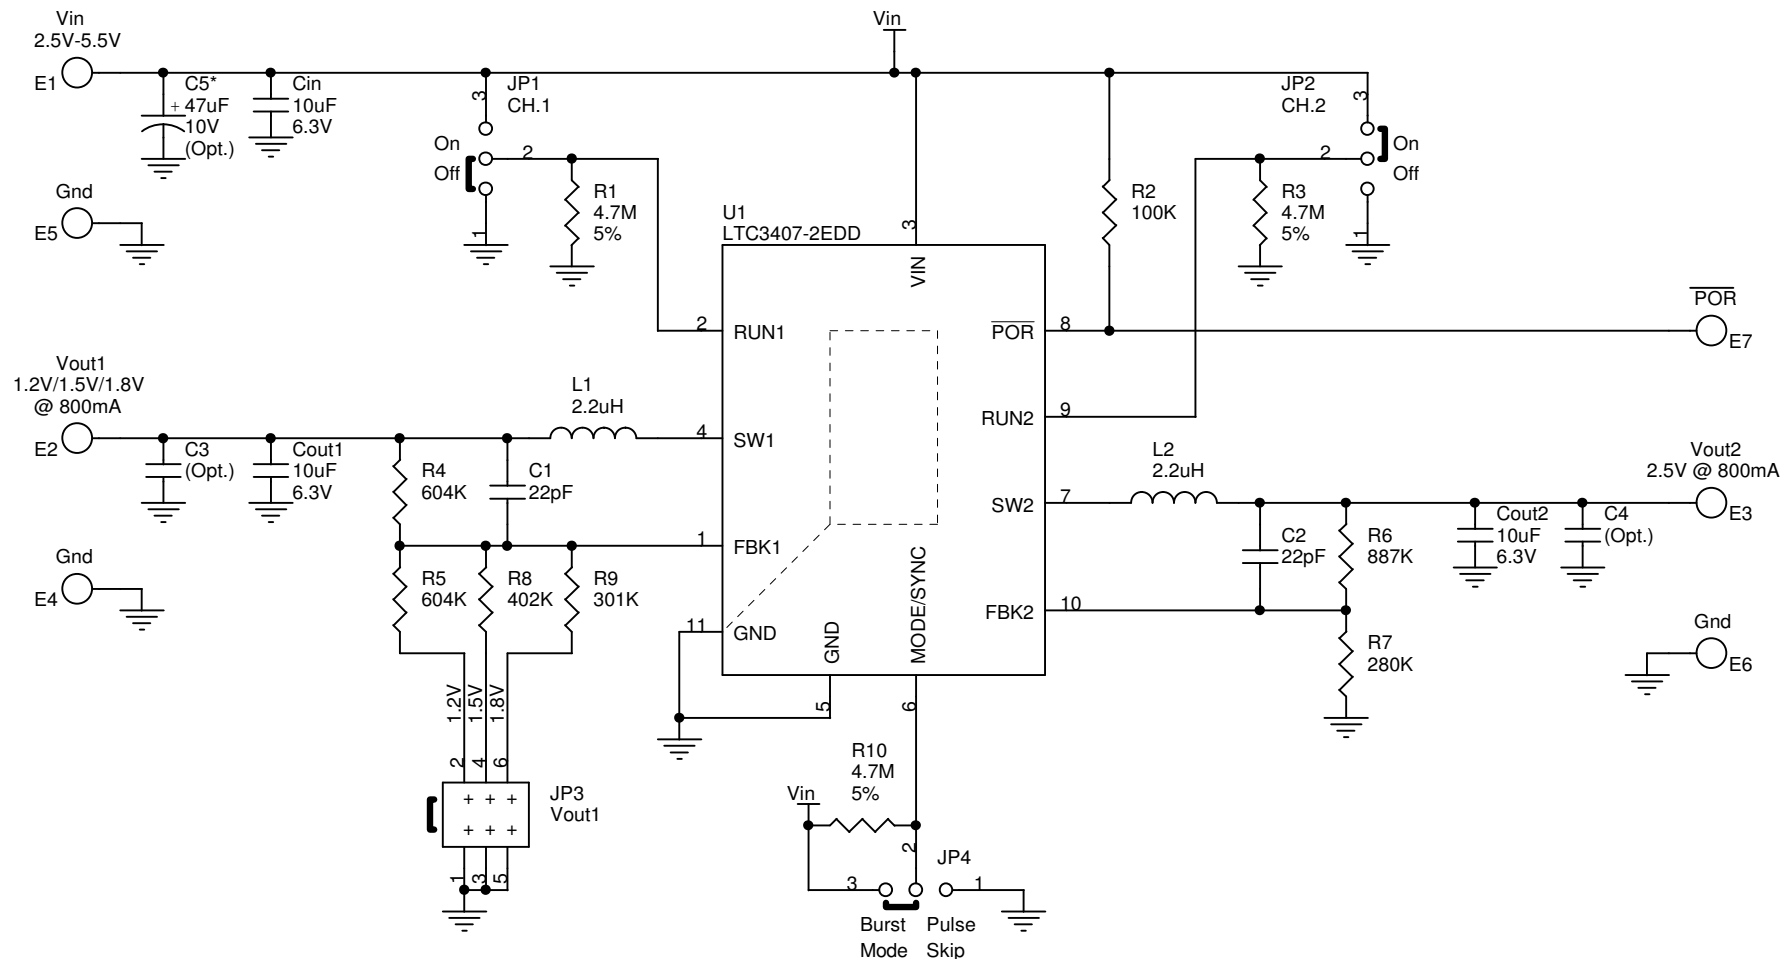 Vin
2.5V-5.5V
E1
C5*
+ 47uF
10V
(Opt.)
Cin
10uF
6.3V
Gnd
E5
JP1
CH.1
3
On
Off
2
1
R1
4.7M
5%
Vin
JP2
CH.2
3
On
Off
2
1
R2
100K
R3
4.7M
5%
U1
LTC3407-2EDD
3
VIN
2
RUN1
POR
8
POR
E7
RUN2
9
Vout1
1.2V/1.5V/1.8V
@ 800mA
E2
C3
(Opt.)
Cout1
10uF
6.3V
R4
604K
C1
22pF
L1
2.2uH
4
SW1
SW2
7
L2
2.2uH
Vout2
2.5V @ 800mA
E3
C2
22pF
R6
887K
Cout2
10uF
6.3V
C4
(Opt.)
1
FBK1
FBK2
10
Gnd
E4
R5
604K
R8
402K
R9
301K
11
GND
GND
MODE/SYNC
5
6
R7
280K
Gnd
E6
1.2V
1.5V
1.8V
2
4
6
+ + +
+ + +
JP3
Vout1
1
3
5
R10
4.7M
5%
Vin
2
JP4
3
1
Burst
Mode
Pulse
Skip